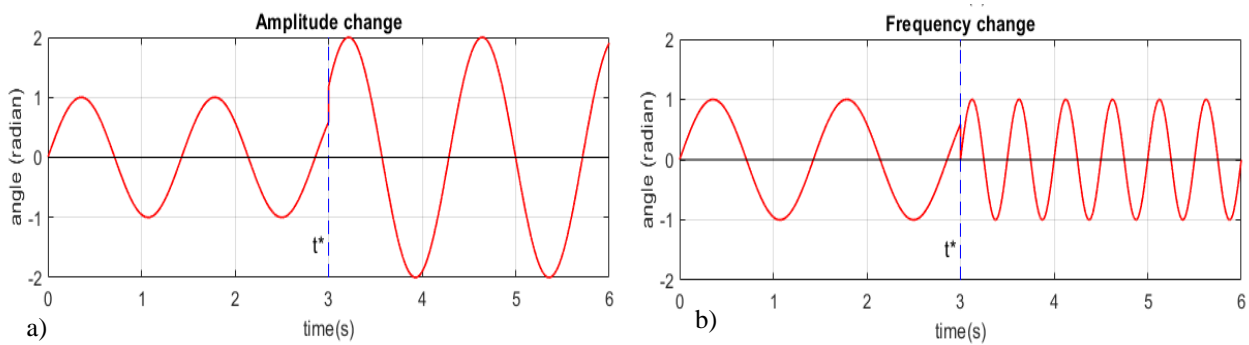 Amplitude change
2
1
0
-1
-2
angle (radian)
t*
0 1 2 3 4 5 6
time(s)
a)
Frequency change
2
1
0
-1
-2
angle (radian)
t*
0 1 2 3 4 5 6
time(s)
b)